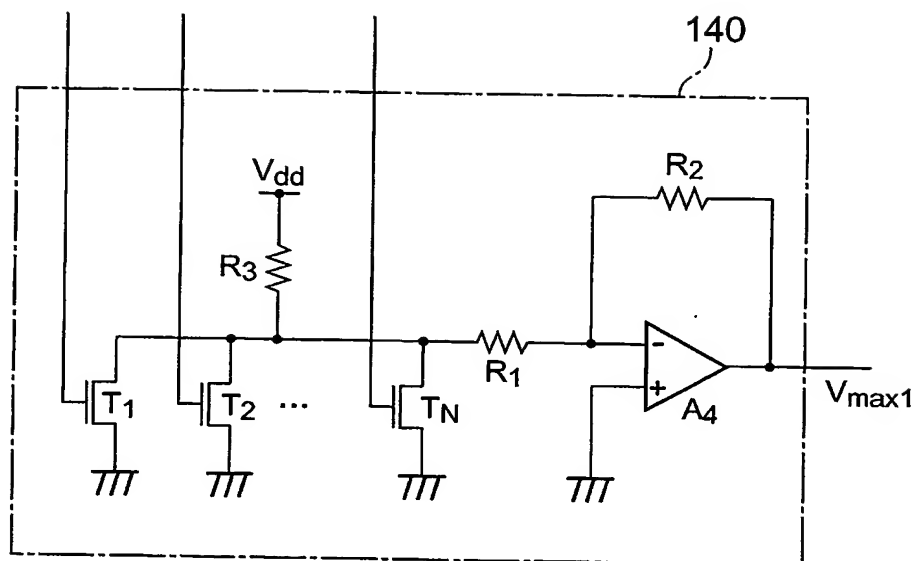 140
Vdd
R2
R3
R1
T1
T2
...
TN
-
+
A4
Vmax1